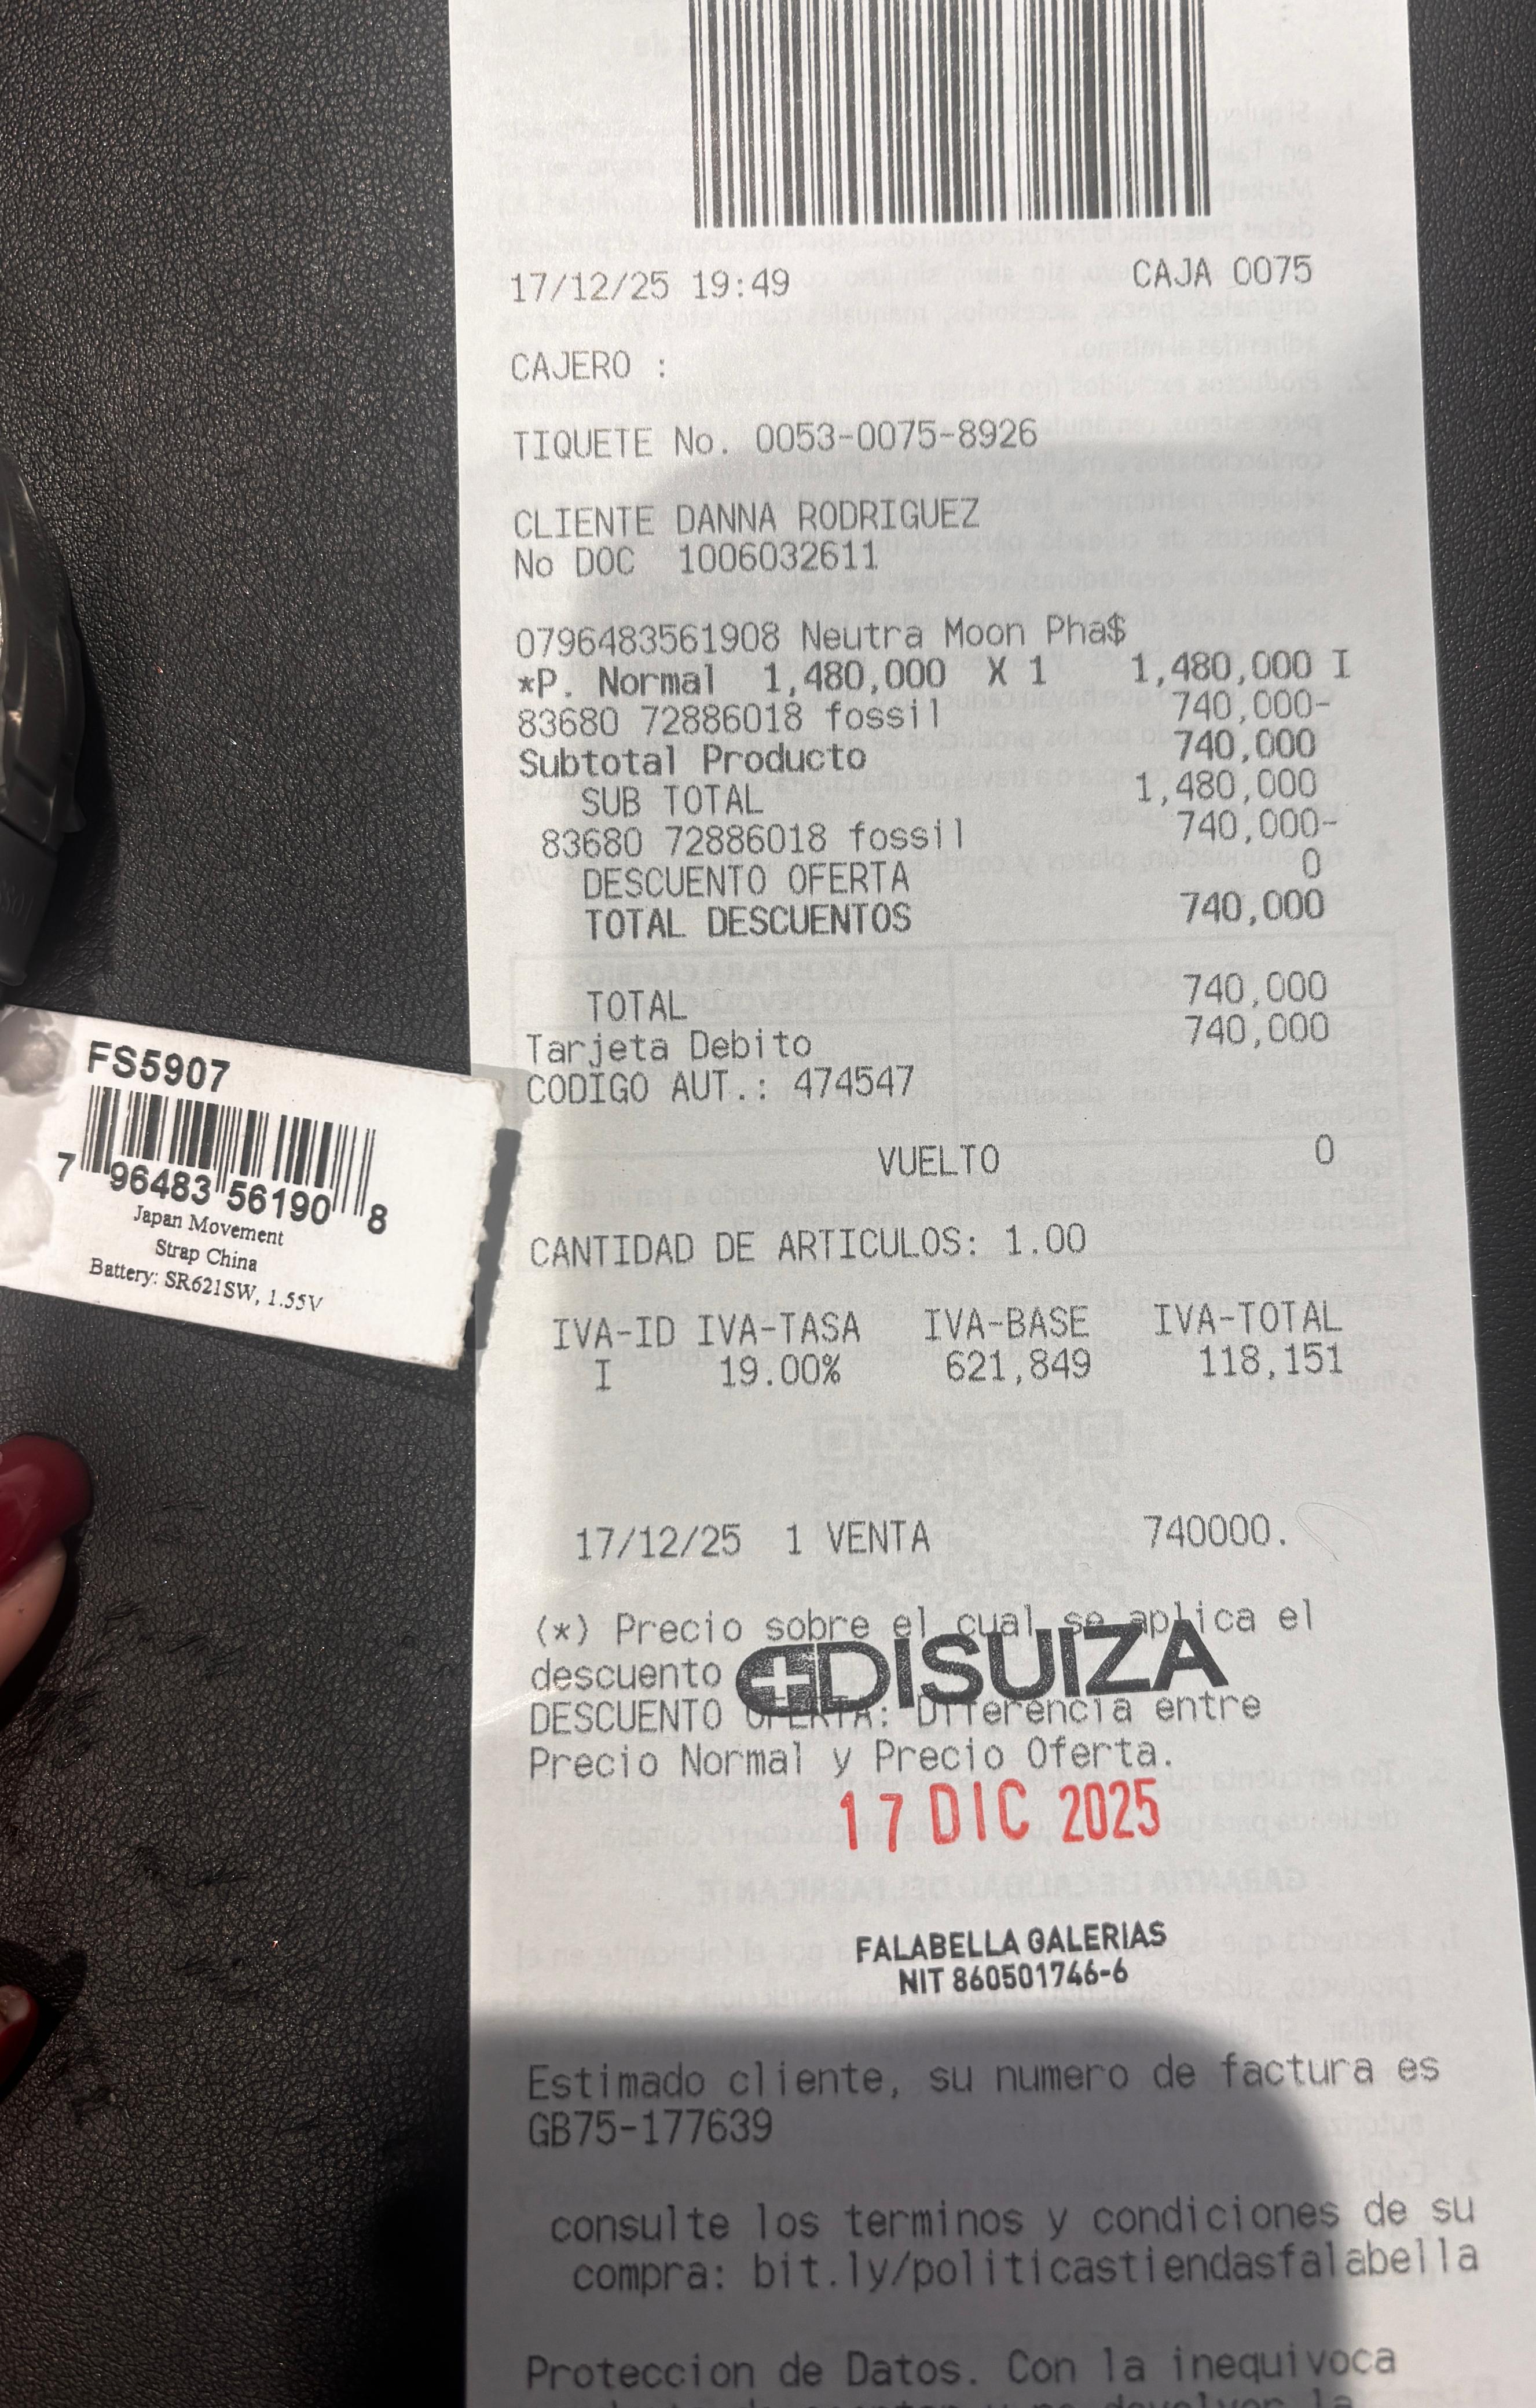 17/12/25 19:49 CAJA 0075
CAJERO :
TIQUETE No. 0053-0075-8926
CLIENTE DANNA RODRIGUEZ
No DOC 1006032611
0796483561908 Neutra Moon Pha$
*P. Normal 1,480,000 X 1 1,480,000 I
83680 72886018 fossil 740,000-
Subtotal Producto 740,000
SUB TOTAL 1,480,000
83680 72886018 fossil 740,000-
DESCUENTO OFERTA 0
TOTAL DESCUENTOS 740,000
TOTAL 740,000
Tarjeta Debito 740,000
CODIGO AUT.: 474547
VUELTO 0
CANTIDAD DE ARTICULOS: 1.00
IVA-ID IVA-TASA IVA-BASE IVA-TOTAL
I 19.00% 621,849 118,151
17/12/25 1 VENTA 740000.
(*) Precio sobre el cual se aplica el
descuento
DISUIZA
DESCUENTO OFERTA: Diferencia entre
Precio Normal y Precio Oferta.
17 DIC 2025
FALABELLA GALERIAS
NIT 860501746-6
Estimado cliente, su numero de factura es
GB75-177639
consulte los terminos y condiciones de su
compra: bit.ly/politicastiendasfalabella
Proteccion de Datos. Con la inequivoca
FS5907
7 96483 56190 8
Japan Movement
Strap China
Battery: SR621SW, 1.55V